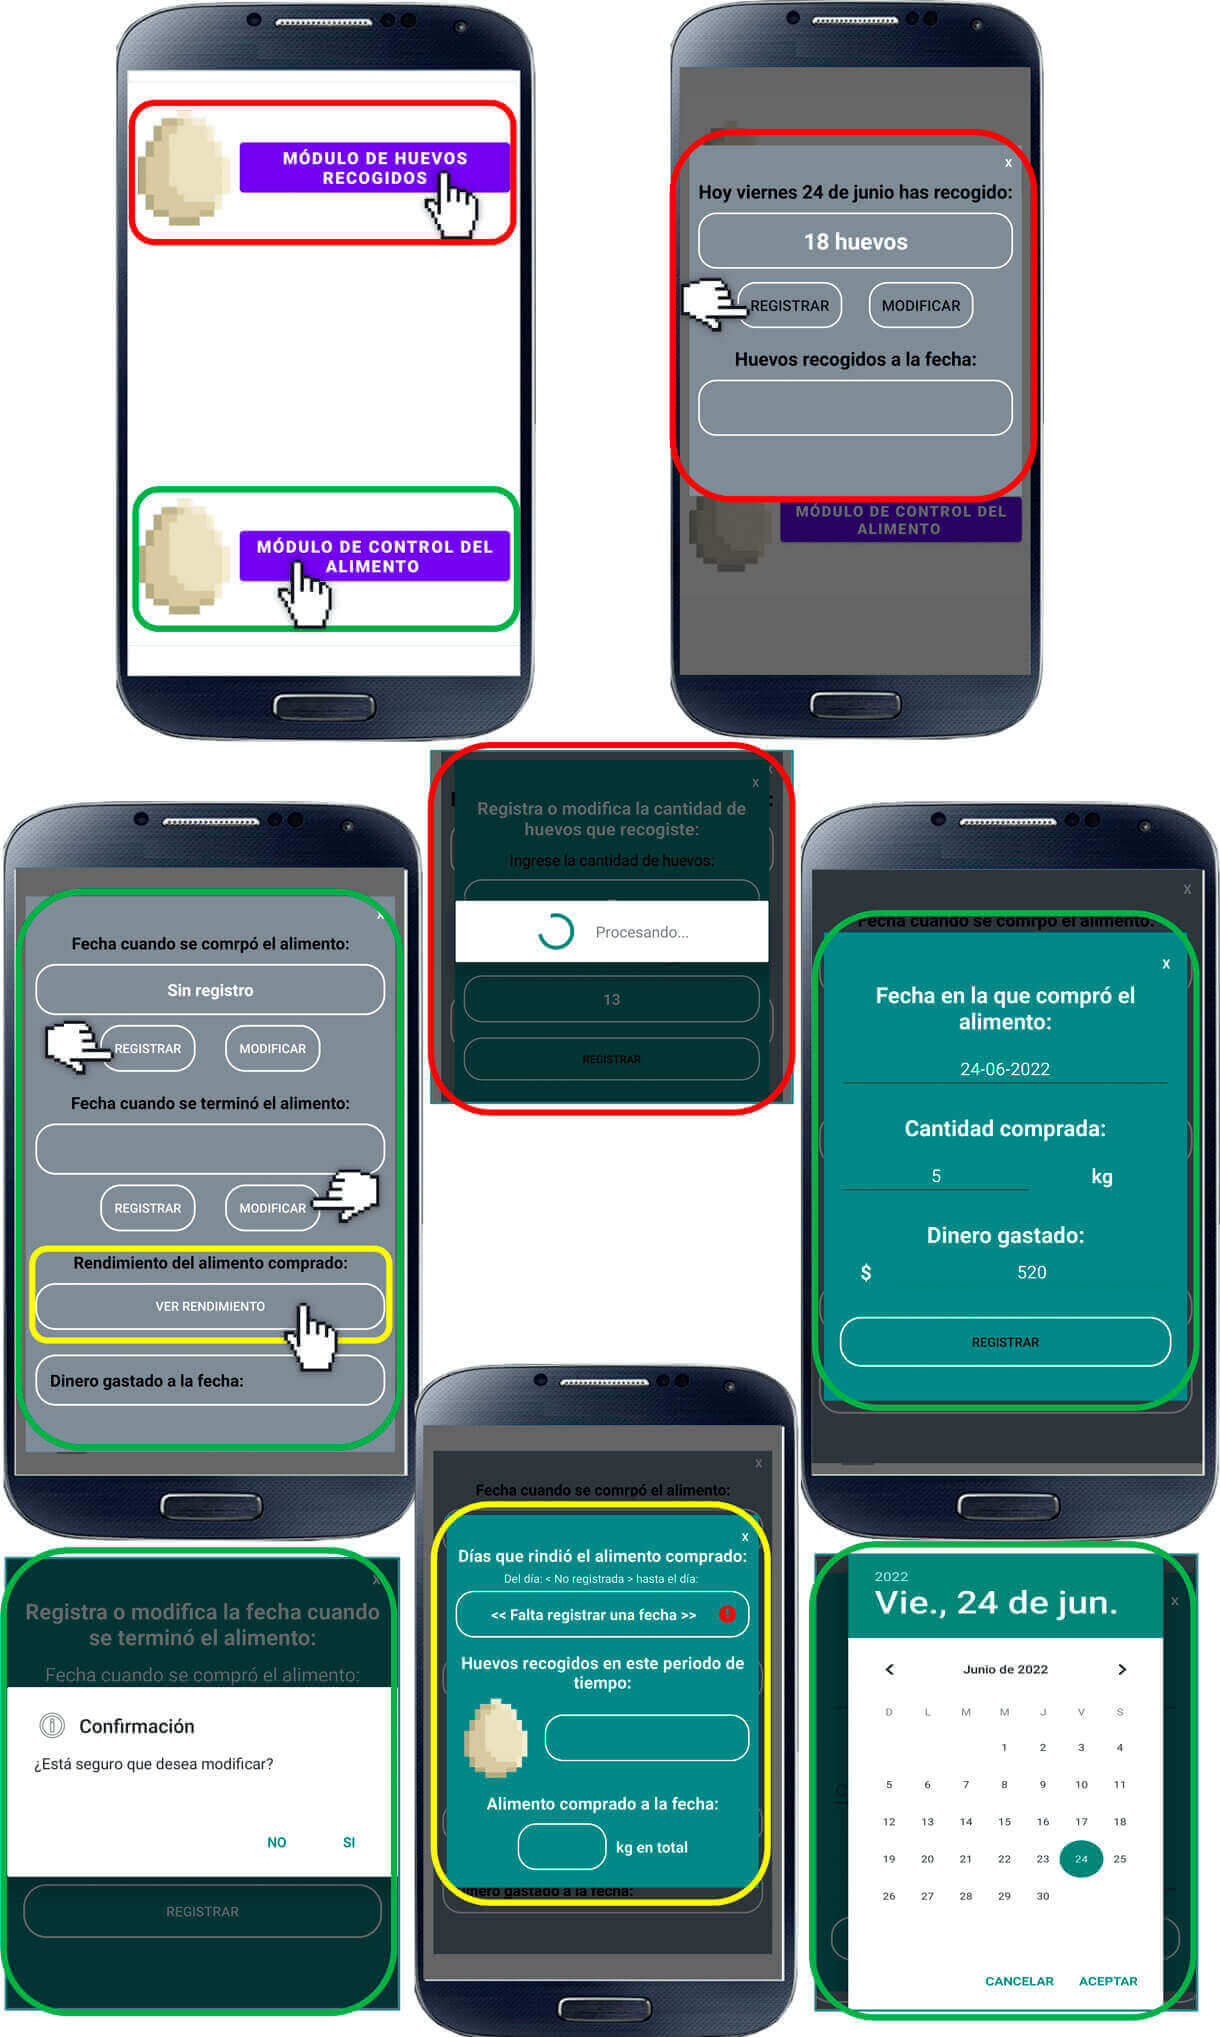 MÓDULO DE HUEVOS
RECOGIDOS
MÓDULO DE CONTROL DEL
ALIMENTO
x
Hoy viernes 24 de junio has recogido:
18 huevos
REGISTRAR
MODIFICAR
Huevos recogidos a la fecha:
MÓDULO DE CONTROL DEL
ALIMENTO
x
Registra o modifica la cantidad de
huevos que recogiste:
Ingrese la cantidad de huevos:
Procesando...
13
REGISTRAR
x
Fecha cuando se comrpó el alimento:
Sin registro
REGISTRAR
MODIFICAR
Fecha cuando se terminó el alimento:
REGISTRAR
MODIFICAR
Rendimiento del alimento comprado:
VER RENDIMIENTO
Dinero gastado a la fecha:
x
Fecha cuando se comrpó el alimento:
x
Fecha en la que compró el
alimento:
24-06-2022
Cantidad comprada:
5 kg
Dinero gastado:
$ 520
REGISTRAR
x
Registra o modifica la fecha cuando
se terminó el alimento:
Fecha cuando se compró el alimento:
Confirmación
¿Está seguro que desea modificar?
NO SI
REGISTRAR
x
Fecha cuando se comrpó el alimento:
x
Días que rindió el alimento comprado:
Del día: < No registrada > hasta el día:
<< Falta registrar una fecha >> !
Huevos recogidos en este periodo de
tiempo:
Alimento comprado a la fecha:
kg en total
Dinero gastado a la fecha:
2022
Vie., 24 de jun.
x
< Junio de 2022 >
D L M M J V S
1 2 3 4
5 6 7 8 9 10 11
12 13 14 15 16 17 18
19 20 21 22 23 24 25
26 27 28 29 30
CANCELAR ACEPTAR